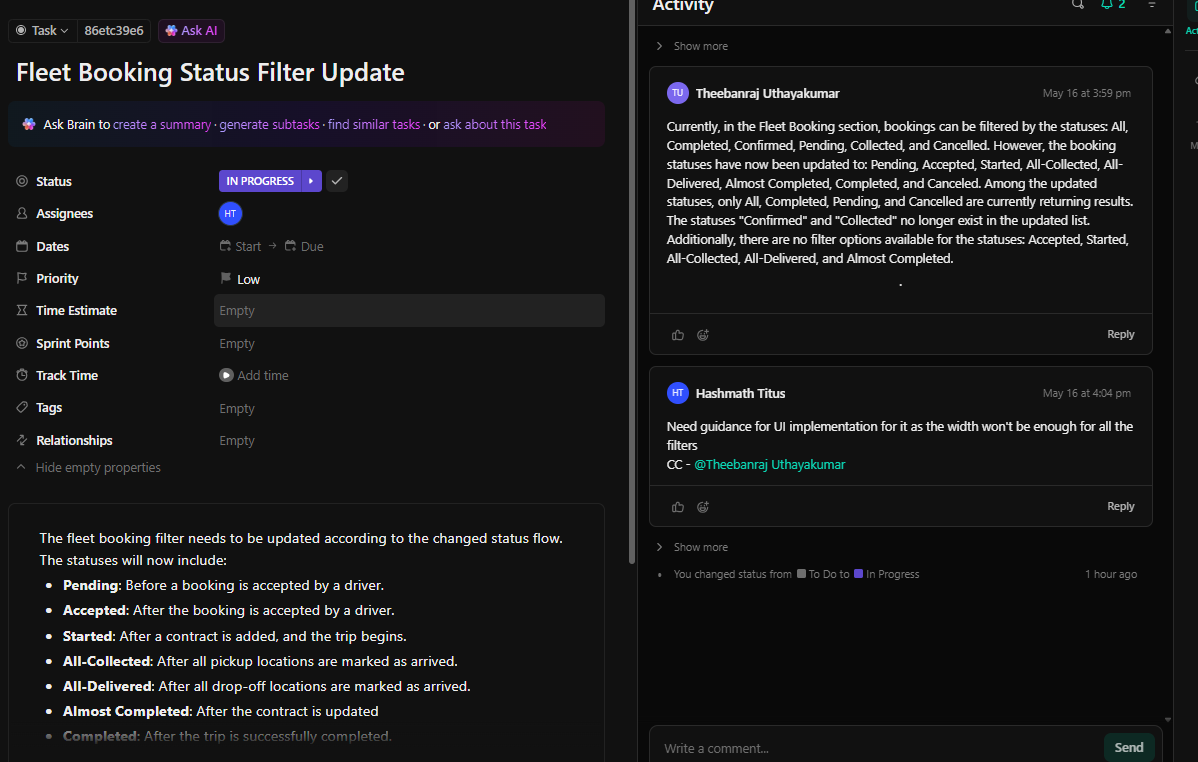 Task
86etc39e6
Ask AI
Fleet Booking Status Filter Update
Ask Brain to create a summary · generate subtasks · find similar tasks · or ask about this task
Status
IN PROGRESS
Assignees
HT
Dates
Start → Due
Priority
Low
Time Estimate
Empty
Sprint Points
Empty
Track Time
Add time
Tags
Empty
Relationships
Empty
Hide empty properties
The fleet booking filter needs to be updated according to the changed status flow.
The statuses will now include:
• Pending: Before a booking is accepted by a driver.
• Accepted: After the booking is accepted by a driver.
• Started: After a contract is added, and the trip begins.
• All-Collected: After all pickup locations are marked as arrived.
• All-Delivered: After all drop-off locations are marked as arrived.
• Almost Completed: After the contract is updated
• Completed: After the trip is successfully completed.
Activity
2
Show more
TU
Theebanraj Uthayakumar
May 16 at 3:59 pm
Currently, in the Fleet Booking section, bookings can be filtered by the statuses: All,
Completed, Confirmed, Pending, Collected, and Cancelled. However, the booking
statuses have now been updated to: Pending, Accepted, Started, All-Collected, All-
Delivered, Almost Completed, Completed, and Canceled. Among the updated
statuses, only All, Completed, Pending, and Cancelled are currently returning results.
The statuses "Confirmed" and "Collected" no longer exist in the updated list.
Additionally, there are no filter options available for the statuses: Accepted, Started,
All-Collected, All-Delivered, and Almost Completed.
.
Reply
HT
Hashmath Titus
May 16 at 4:04 pm
Need guidance for UI implementation for it as the width won't be enough for all the
filters
CC - @Theebanraj Uthayakumar
Reply
Show more
You changed status from To Do to In Progress
1 hour ago
Write a comment...
Send